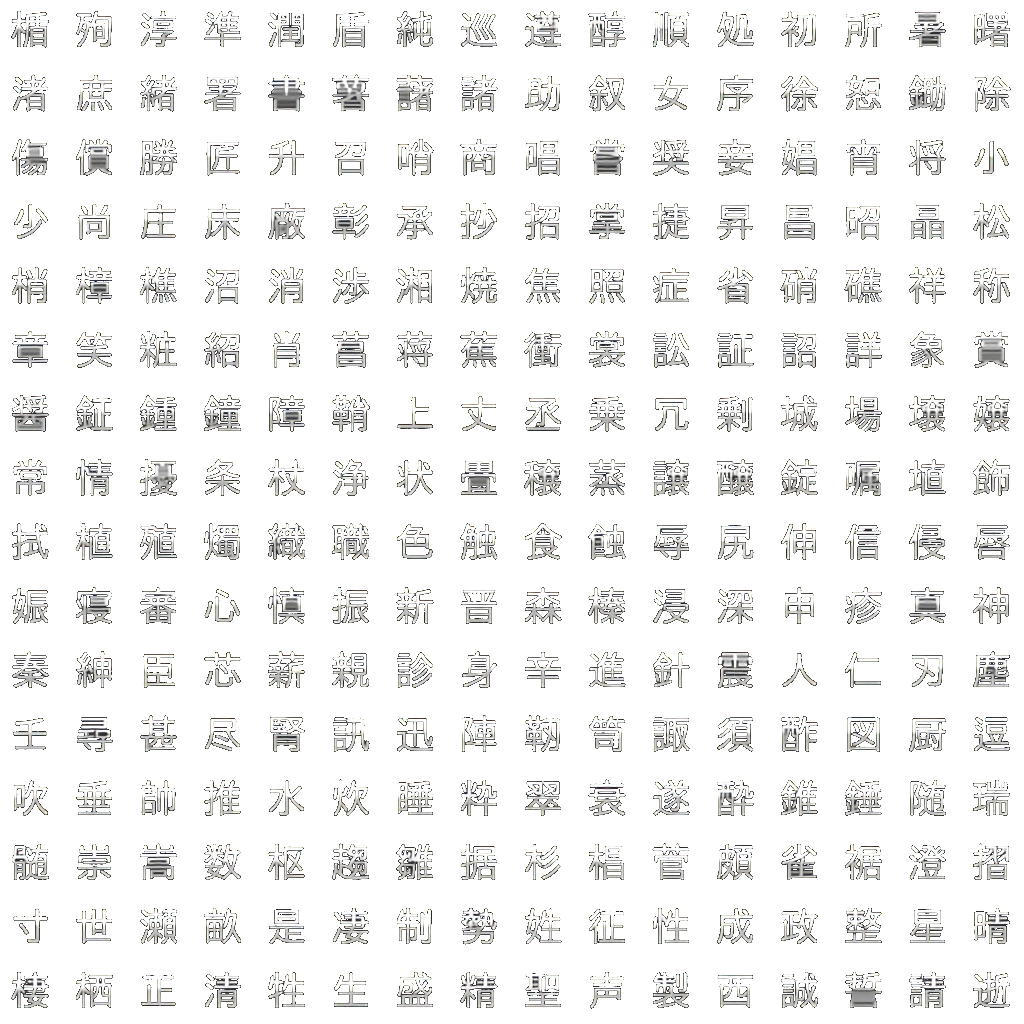 楯殉淳準潤盾純巡遵醇順処初所暑曙
渚庶緒署書薯藷諸助叙女序徐恕鋤除
傷償勝匠升召哨商唱嘗奨妾娼宵将小
少尚庄床廠彰承抄招掌捷昇昌昭晶松
梢樟樵沼消渉湘焼焦照症省硝礁祥称
章笑粧紹肖菖蒋蕉衝裳訟証詔詳象賞
醤鉦鍾鐘障鞘上丈丞乗冗剰城場壌嬢
常情擾条杖浄状畳穣蒸譲醸錠嘱埴飾
拭植殖燭織職色触食蝕辱尻伸信侵唇
娠寝審心慎振新晋森榛浸深申疹真神
秦紳臣芯薪親診身辛進針震人仁刃塵
壬尋甚尽腎訊迅陣靭笥諏須酢図厨逗
吹垂帥推水炊睡粋翠衰遂酔錐錘随瑞
髄崇嵩数枢趨雛据杉椙菅頗雀裾澄摺
寸世瀬畝是凄制勢姓征性成政整星晴
棲栖正清牲生盛精聖声製西誠誓請逝